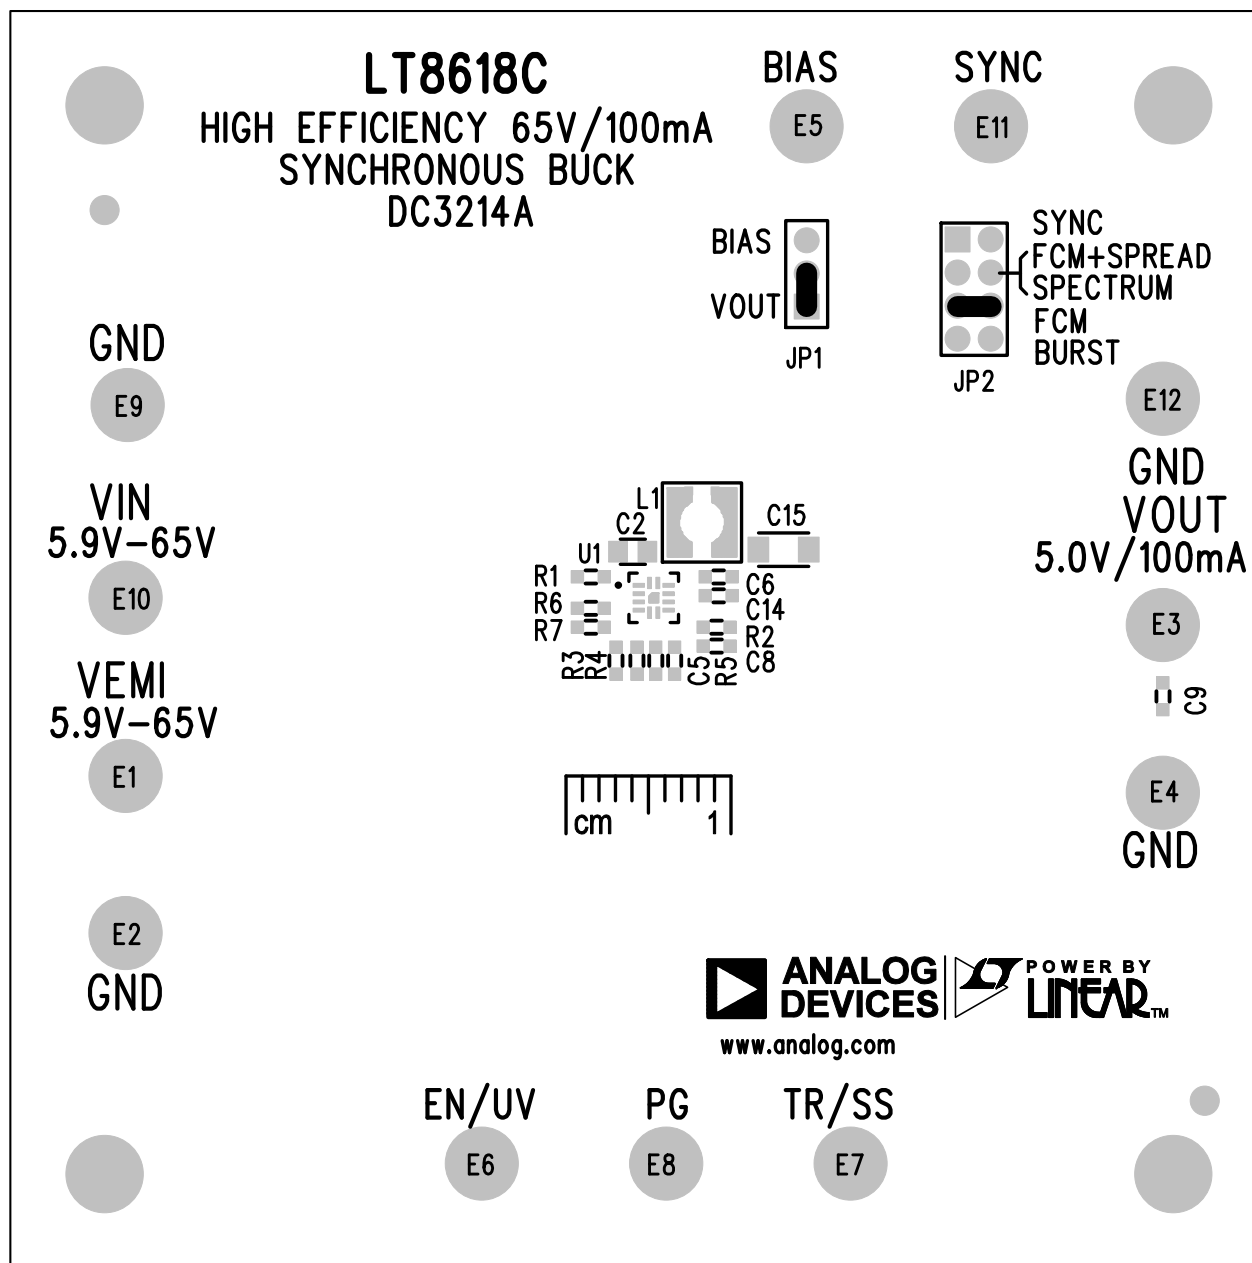 LT8618C
HIGH EFFICIENCY 65V/100mA
SYNCHRONOUS BUCK
DC3214A
BIAS
E5
SYNC
E11
BIAS
VOUT
JP1
SYNC
FCM+SPREAD
SPECTRUM
FCM
BURST
JP2
GND
E9
VIN
5.9V-65V
E10
VEMI
5.9V-65V
E1
E2
GND
L1
C2
C15
U1
R1
R6
R7
R3
R4
C6
C14
R2
C8
C5
R5
cm 1
E12
GND
VOUT
5.0V/100mA
E3
C9
E4
GND
ANALOG
DEVICES
POWER BY
LINEAR™
www.analog.com
EN/UV
E6
PG
E8
TR/SS
E7